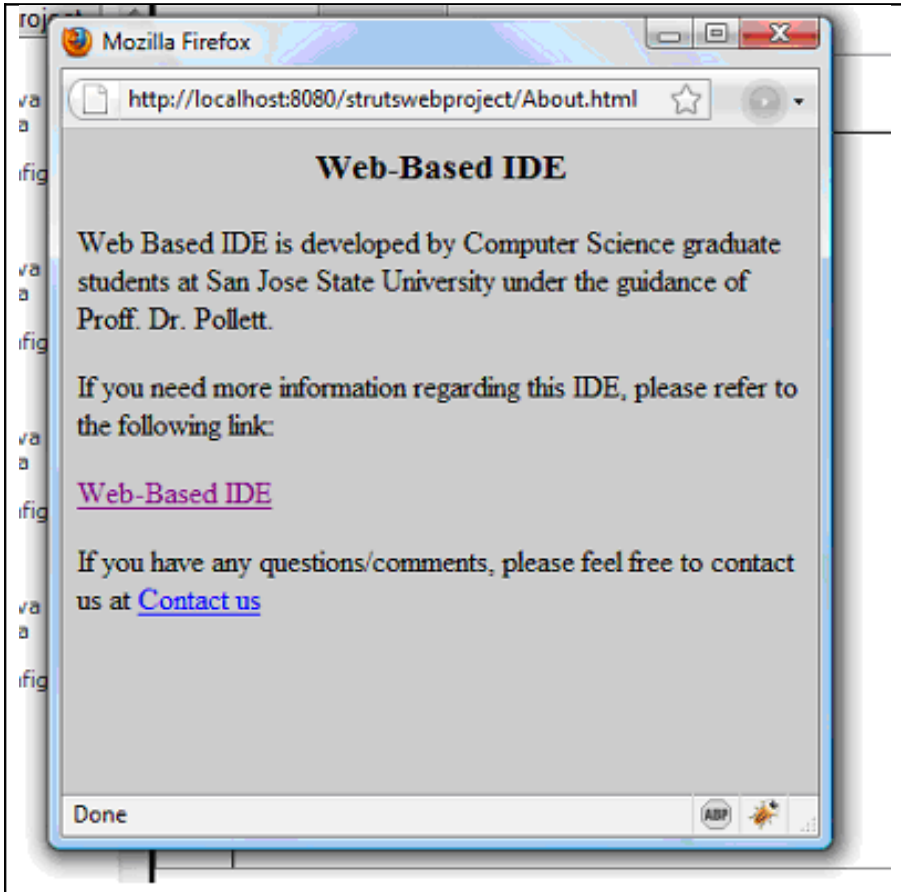 Mozilla Firefox
http://localhost:8080/strutswebproject/About.html
Web-Based IDE
Web Based IDE is developed by Computer Science graduate
students at San Jose State University under the guidance of
Proff. Dr. Pollett.
If you need more information regarding this IDE, please refer to
the following link:
Web-Based IDE
If you have any questions/comments, please feel free to contact
us at Contact us
Done
ABP